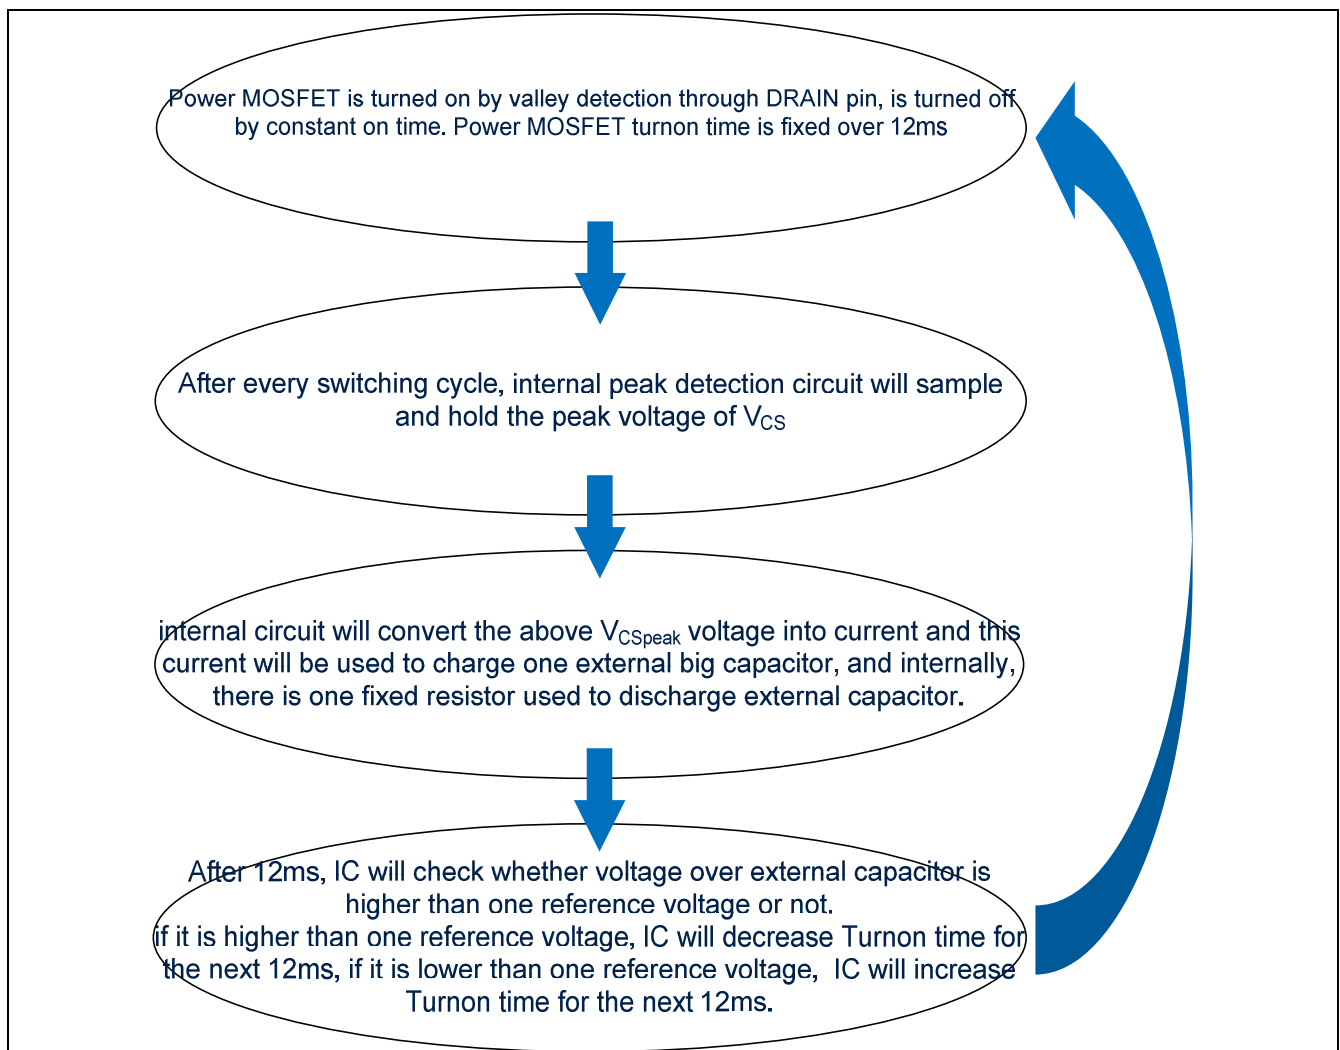 Power MOSFET is turned on by valley detection through DRAIN pin, is turned off
by constant on time. Power MOSFET turnon time is fixed over 12ms
After every switching cycle, internal peak detection circuit will sample
and hold the peak voltage of VCS
internal circuit will convert the above VCSpeak voltage into current and this
current will be used to charge one external big capacitor, and internally,
there is one fixed resistor used to discharge external capacitor.
After 12ms, IC will check whether voltage over external capacitor is
higher than one reference voltage or not.
if it is higher than one reference voltage, IC will decrease Turnon time for
the next 12ms, if it is lower than one reference voltage, IC will increase
Turnon time for the next 12ms.